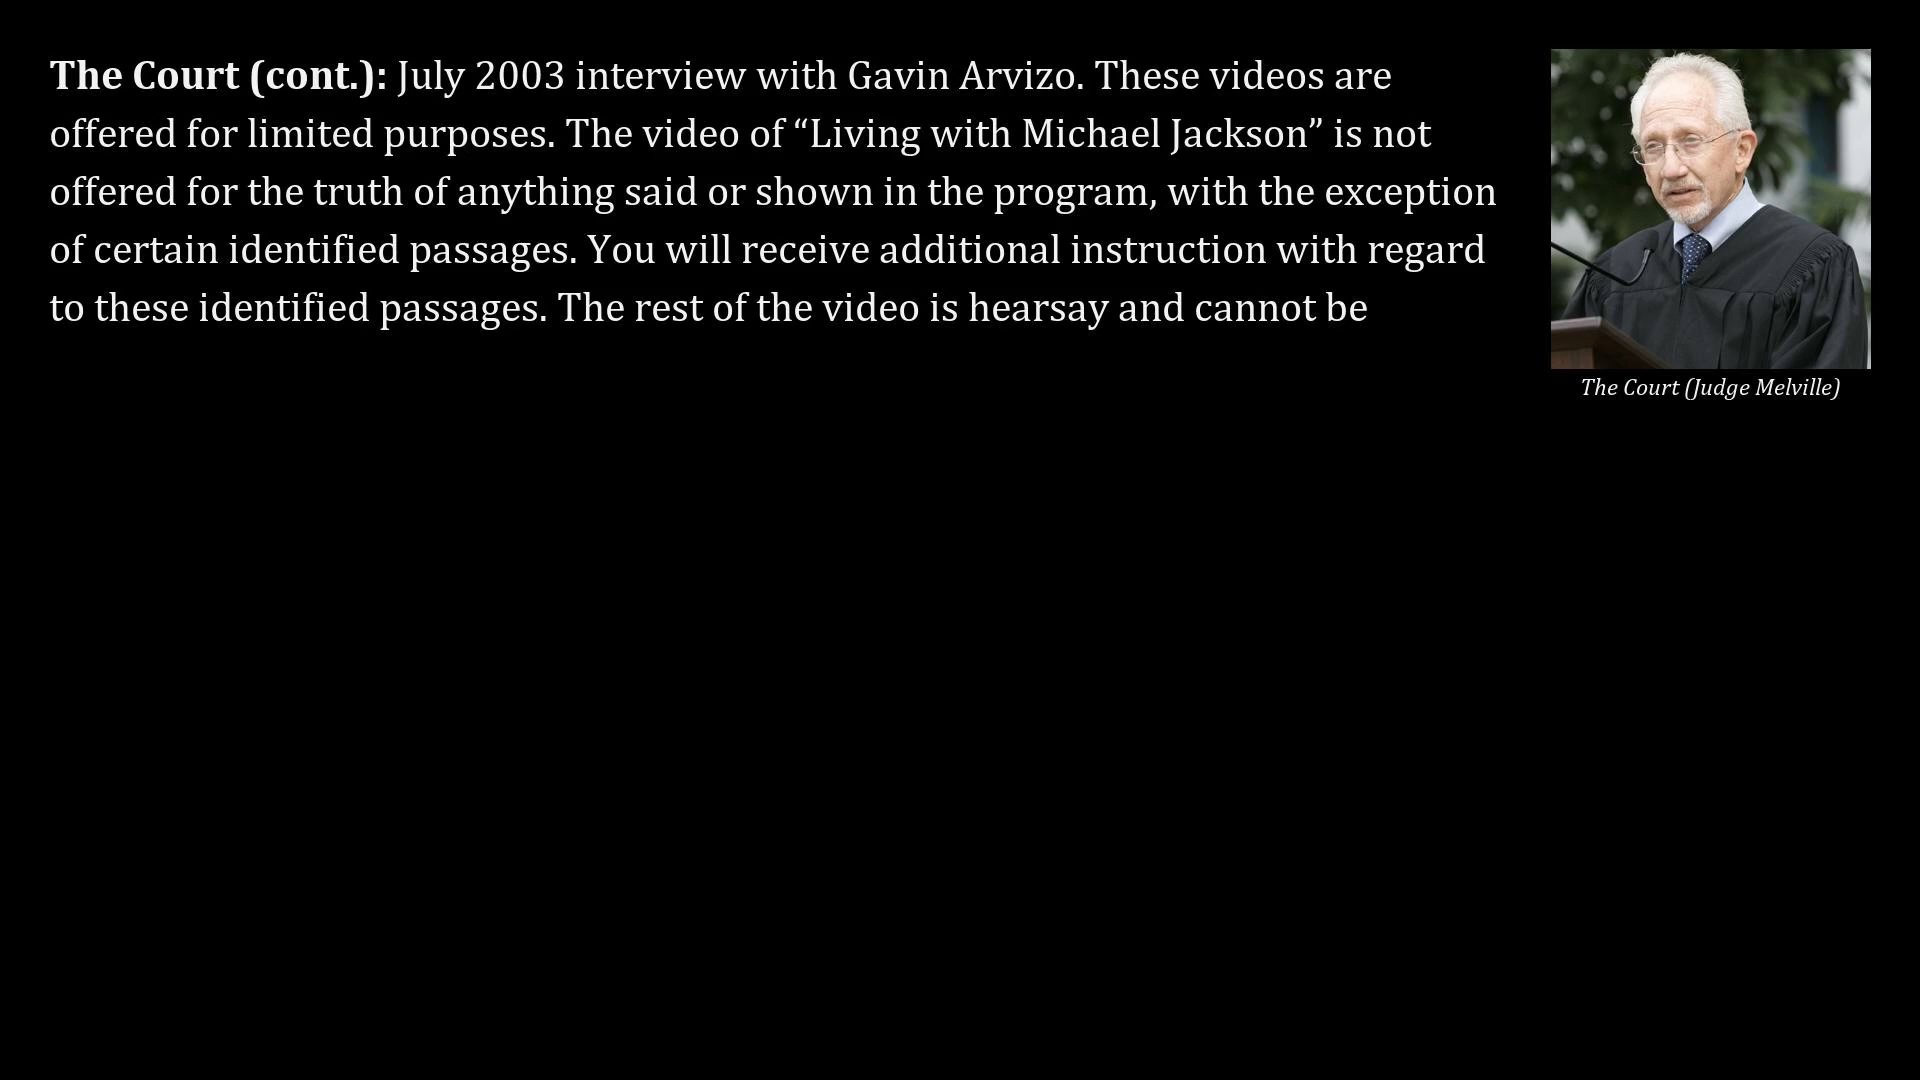 The Court (cont.): July 2003 interview with Gavin Arvizo. These videos are
offered for limited purposes. The video of “Living with Michael Jackson” is not
offered for the truth of anything said or shown in the program, with the exception
of certain identified passages. You will receive additional instruction with regard
to these identified passages. The rest of the video is hearsay and cannot be
The Court (Judge Melville)